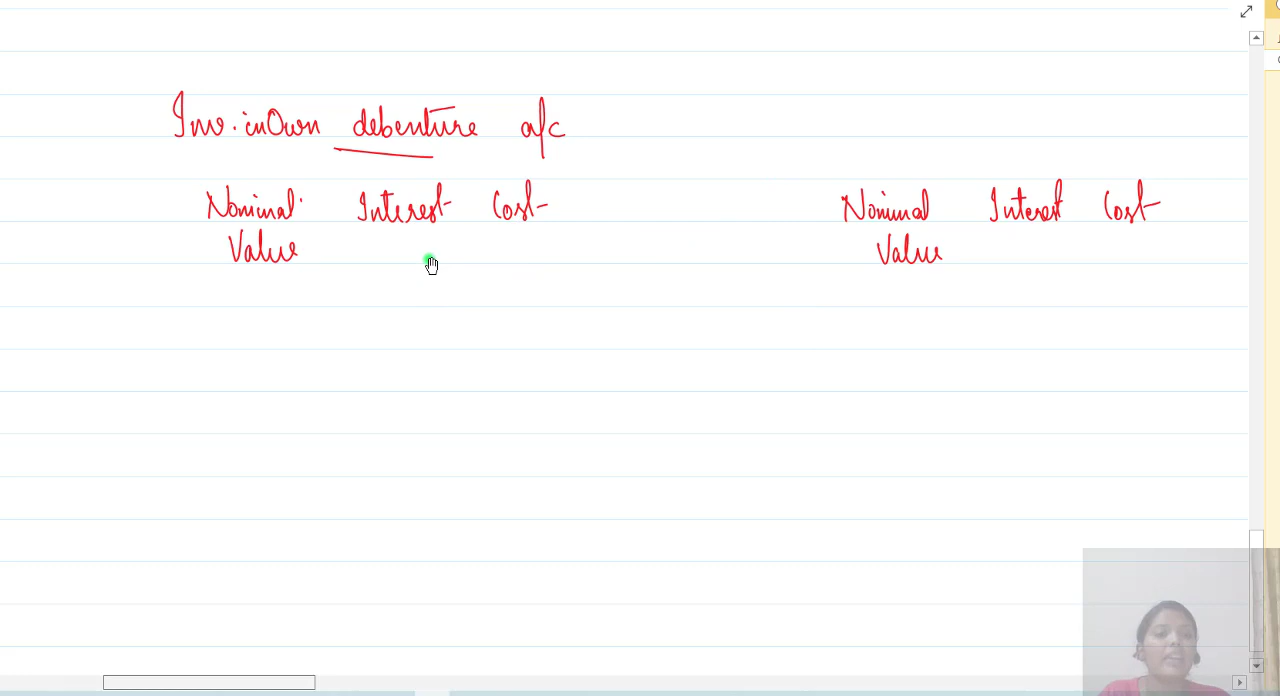 Inv. in Own debenture a/c
Nominal Interest Cost Nominal Interest Cost
Value Value